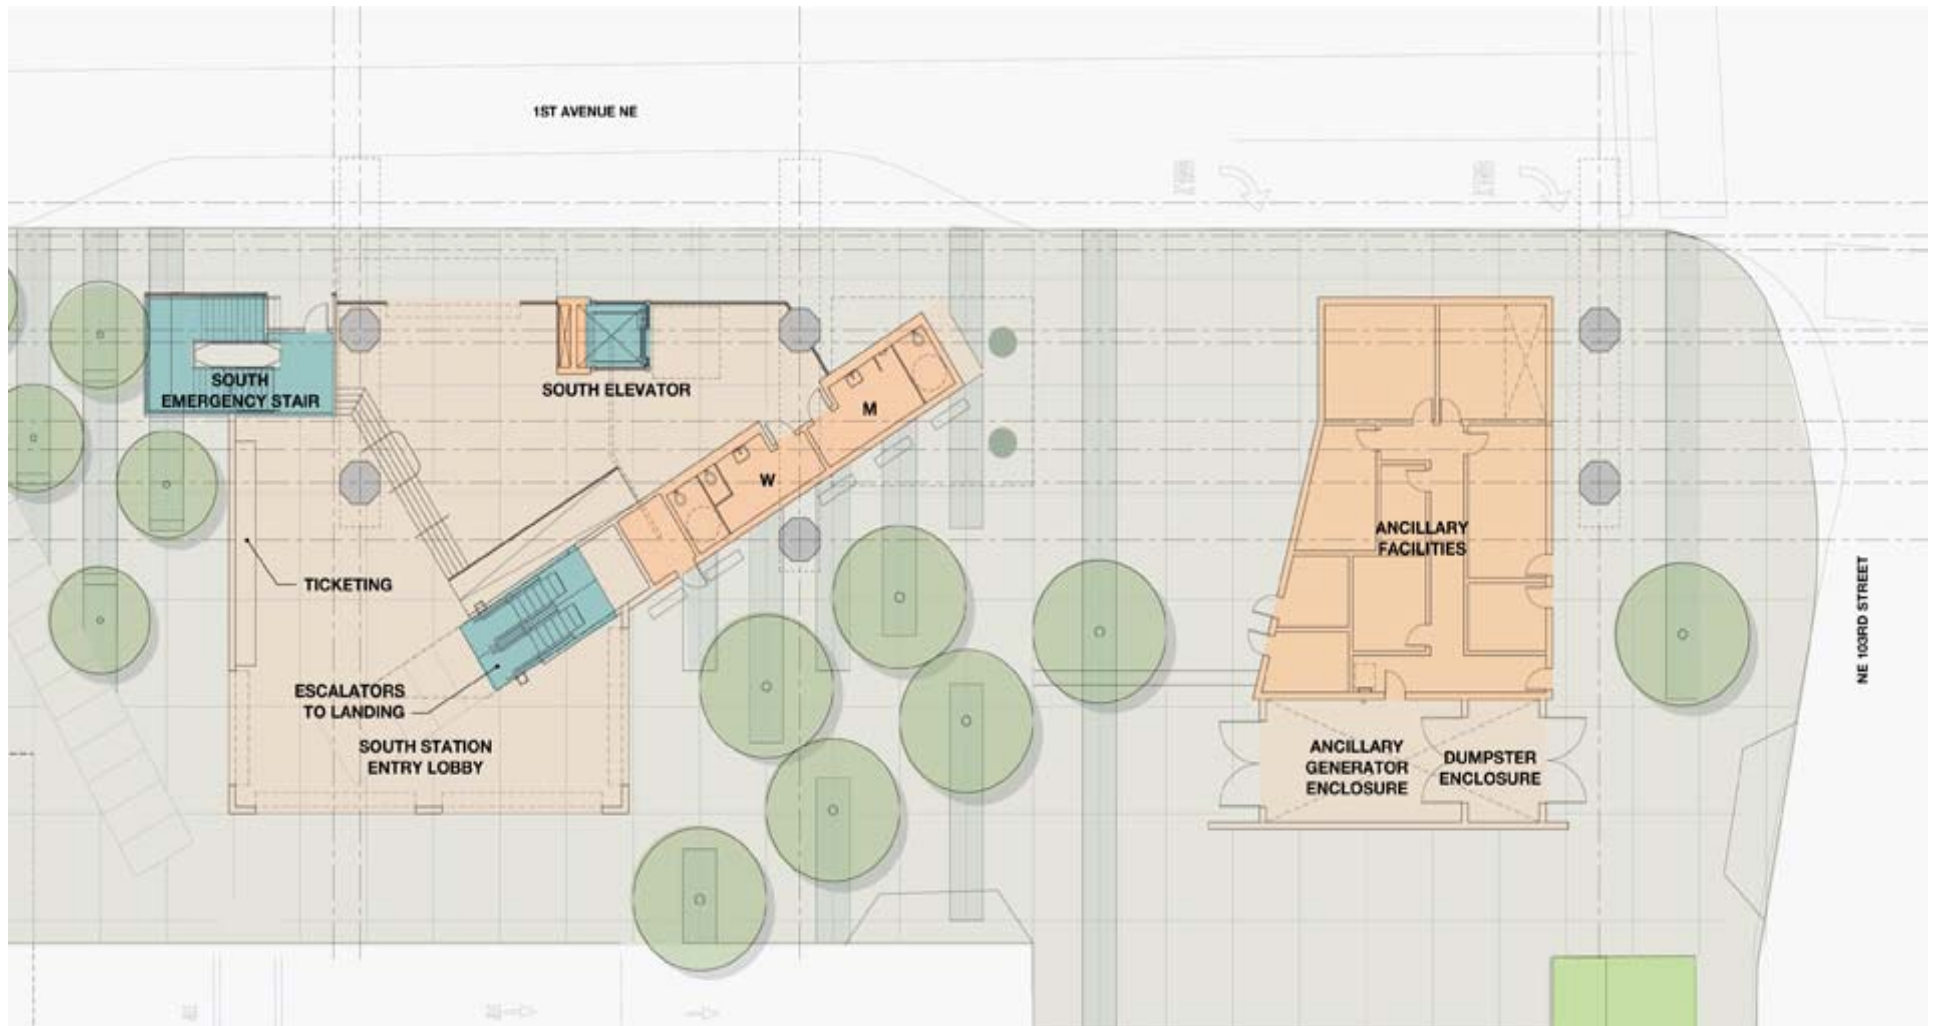 1ST AVENUE NE
SOUTH
EMERGENCY STAIR
SOUTH ELEVATOR
M
W
TICKETING
ESCALATORS
TO LANDING
SOUTH STATION
ENTRY LOBBY
ANCILLARY
FACILITIES
ANCILLARY
GENERATOR
ENCLOSURE
DUMPSTER
ENCLOSURE
NE 103RD STREET